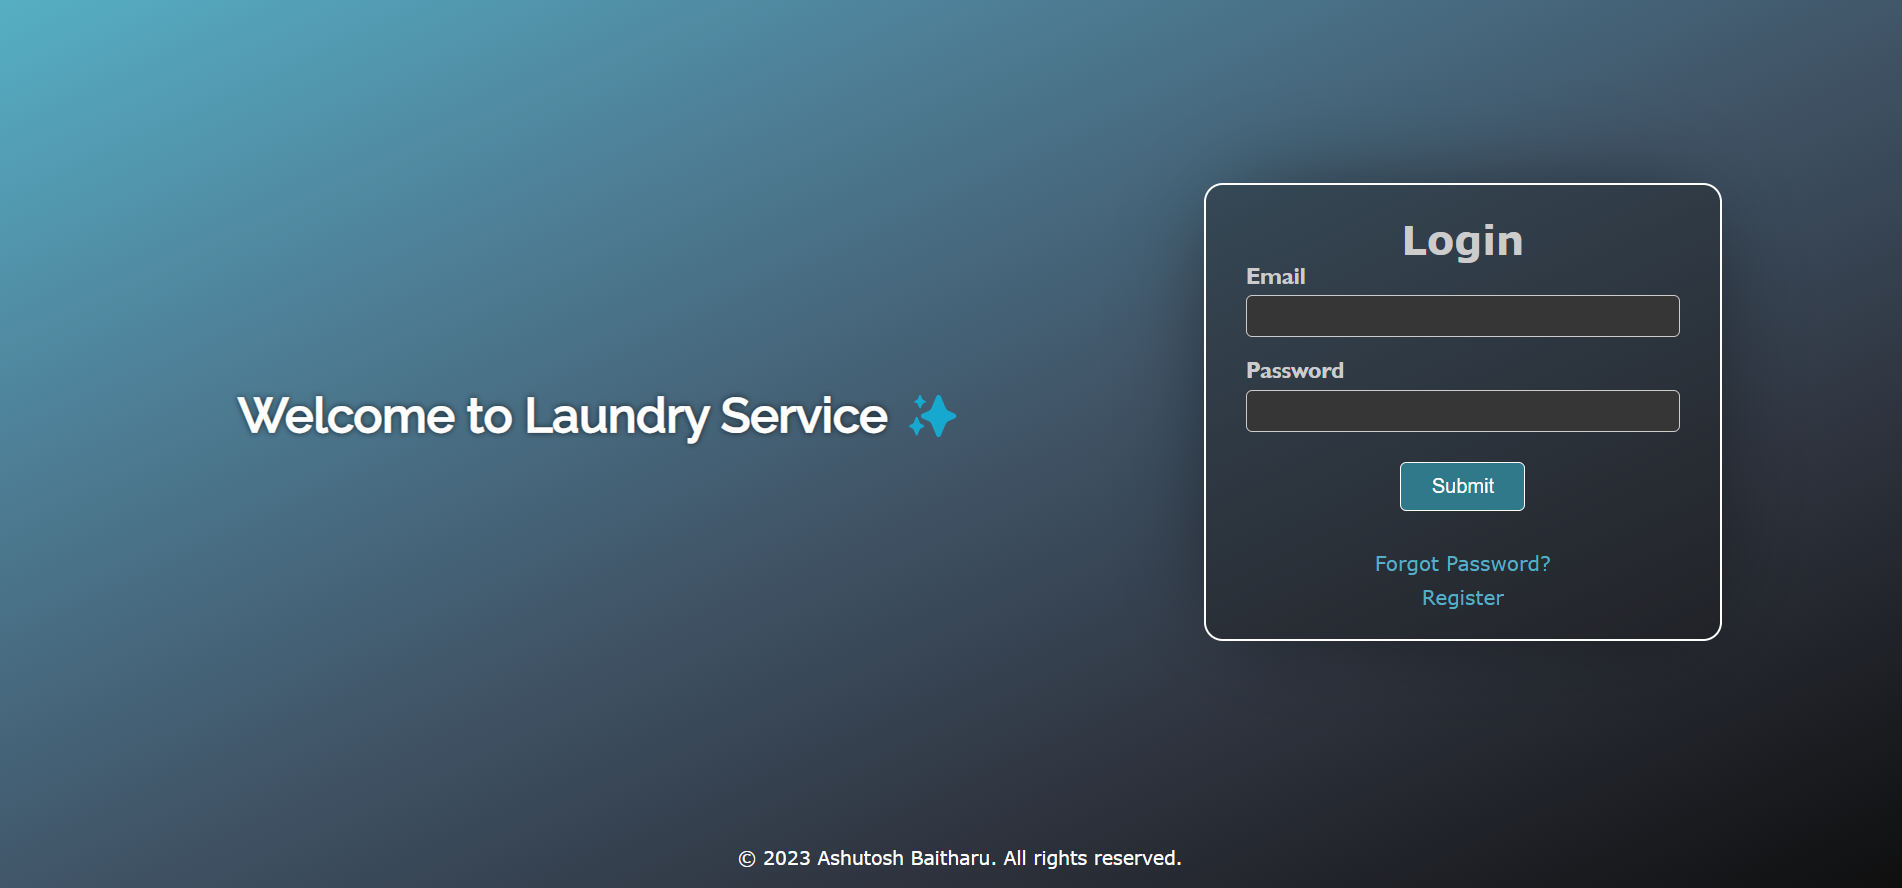 Welcome to Laundry Service
Login
Email
Password
Submit
Forgot Password?
Register
© 2023 Ashutosh Baitharu. All rights reserved.